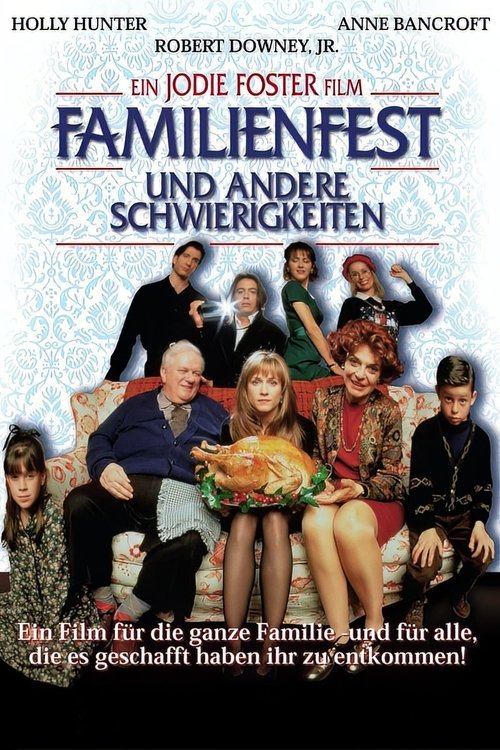 HOLLY HUNTER ANNE BANCROFT
ROBERT DOWNEY, JR.
EIN JODIE FOSTER FILM
FAMILIENFEST
UND ANDERE
SCHWIERIGKEITEN
Ein Film für die ganze Familie -und für alle,
die es geschafft haben ihr zu entkommen!